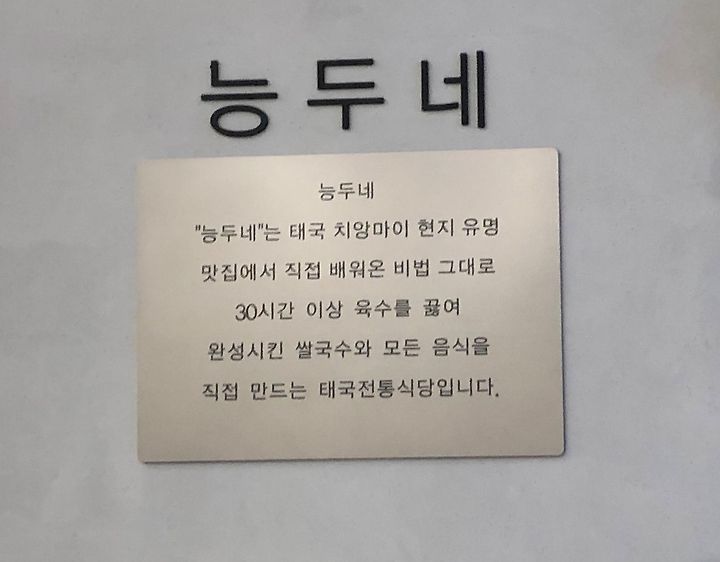 능두네
능두네
"능두네"는 태국 치앙마이 현지 유명
맛집에서 직접 배워온 비법 그대로
30시간 이상 육수를 끓여
완성시킨 쌀국수와 모든 음식을
직접 만드는 태국전통식당입니다.